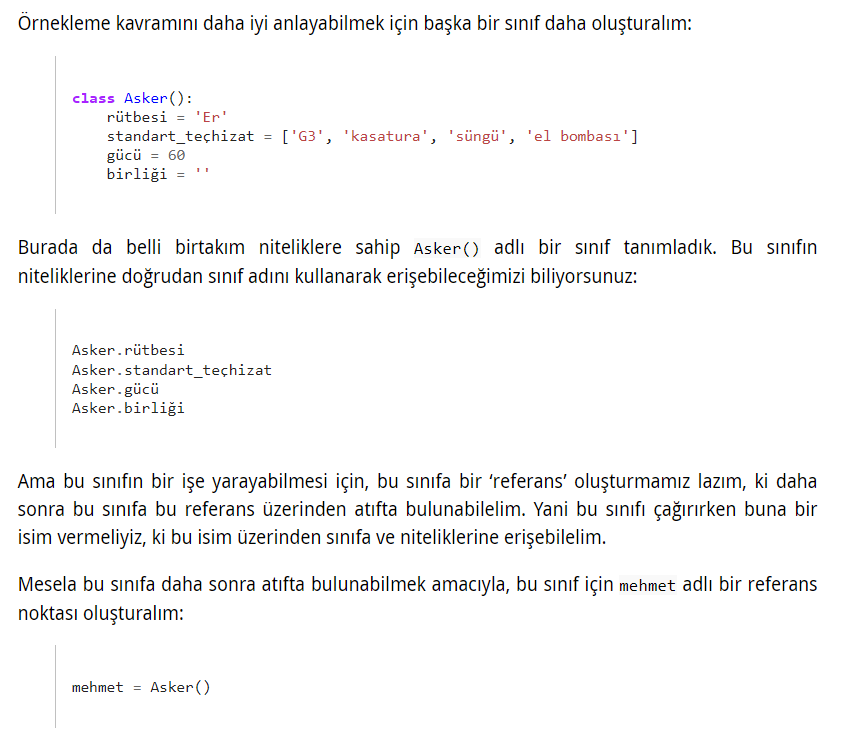 Örnekleme kavramını daha iyi anlayabilmek için başka bir sınıf daha oluşturalım:
class Asker():
    rütbesi = 'Er'
    standart_teçhizat = ['G3', 'kasatura', 'süngü', 'el bombası']
    gücü = 60
    birliği = ''
Burada da belli birtakım niteliklere sahip Asker() adlı bir sınıf tanımladık. Bu sınıfın
niteliklerine doğrudan sınıf adını kullanarak erişebileceğimizi biliyorsunuz:
Asker.rütbesi
Asker.standart_teçhizat
Asker.gücü
Asker.birliği
Ama bu sınıfın bir işe yarayabilmesi için, bu sınıfa bir ‘referans’ oluşturmamız lazım, ki daha
sonra bu sınıfa bu referans üzerinden atıfta bulunabilelim. Yani bu sınıfı çağırırken buna bir
isim vermeliyiz, ki bu isim üzerinden sınıfa ve niteliklerine erişebilelim.
Mesela bu sınıfa daha sonra atıfta bulunabilmek amacıyla, bu sınıf için mehmet adlı bir referans
noktası oluşturalım:
mehmet = Asker()